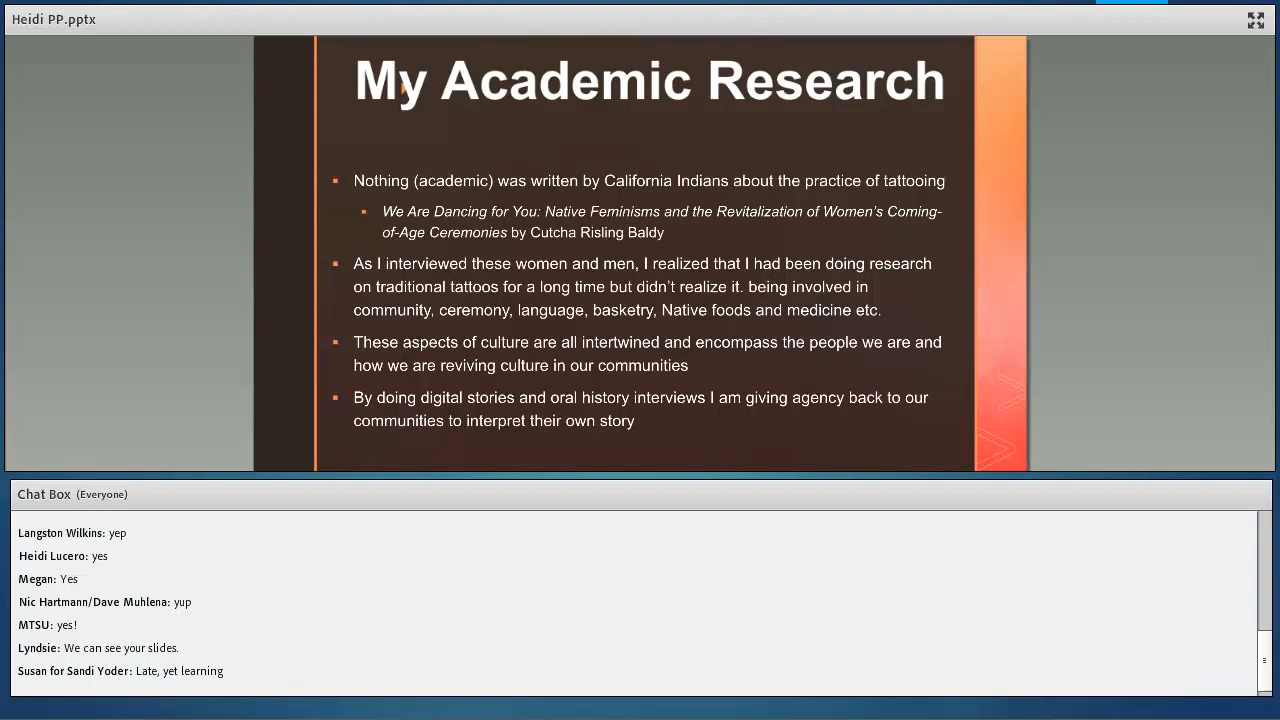 Heidi PP.pptx
My Academic Research
Nothing (academic) was written by California Indians about the practice of tattooing
We Are Dancing for You: Native Feminisms and the Revitalization of Women's Coming-
of-Age Ceremonies by Cutcha Risling Baldy
As I interviewed these women and men, I realized that I had been doing research
on traditional tattoos for a long time but didn't realize it. being involved in
community, ceremony, language, basketry, Native foods and medicine etc.
These aspects of culture are all intertwined and encompass the people we are and
how we are reviving culture in our communities
By doing digital stories and oral history interviews I am giving agency back to our
communities to interpret their own story
Chat Box (Everyone)
Langston Wilkins: yep
Heidi Lucero: yes
Megan: Yes
Nic Hartmann/Dave Muhlena: yup
MTSU: yes!
Lyndsie: We can see your slides.
Susan for Sandi Yoder: Late, yet learning